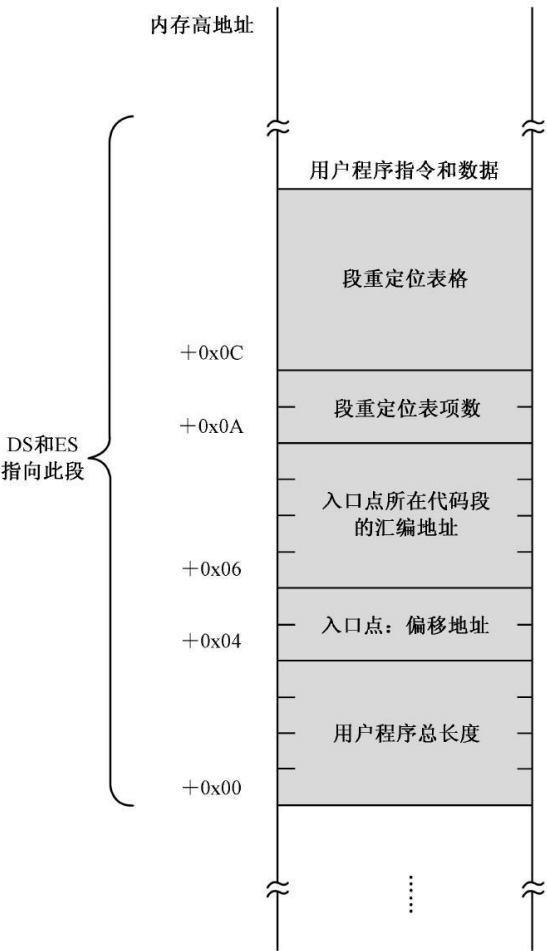 内存高地址
用户程序指令和数据
段重定位表格
+0x0C
段重定位表项数
+0x0A
DS和ES
指向此段
入口点所在代码段
的汇编地址
+0x06
入口点：偏移地址
+0x04
用户程序总长度
+0x00